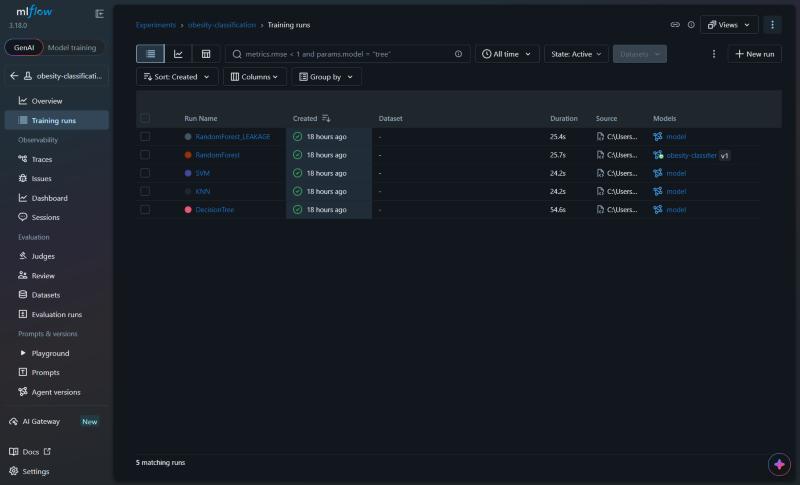 mlflow
3.18.0
GenAI Model training
obesity-classificati...
Overview
Training runs
Observability
Traces
Issues
Dashboard
Sessions
Evaluation
Judges
Review
Datasets
Evaluation runs
Prompts & versions
Playground
Prompts
Agent versions
AI Gateway New
Docs
Settings
Experiments > obesity-classification > Training runs
Views
metrics.rmse < 1 and params.model = "tree"
All time
State: Active
Datasets
+ New run
Sort: Created
Columns
Group by
Run Name Created Dataset Duration Source Models
RandomForest_LEAKAGE 18 hours ago - 25.4s C:\Users... model
RandomForest 18 hours ago - 25.7s C:\Users... obesity-classifier v1
SVM 18 hours ago - 24.2s C:\Users... model
KNN 18 hours ago - 24.2s C:\Users... model
DecisionTree 18 hours ago - 54.6s C:\Users... model
5 matching runs